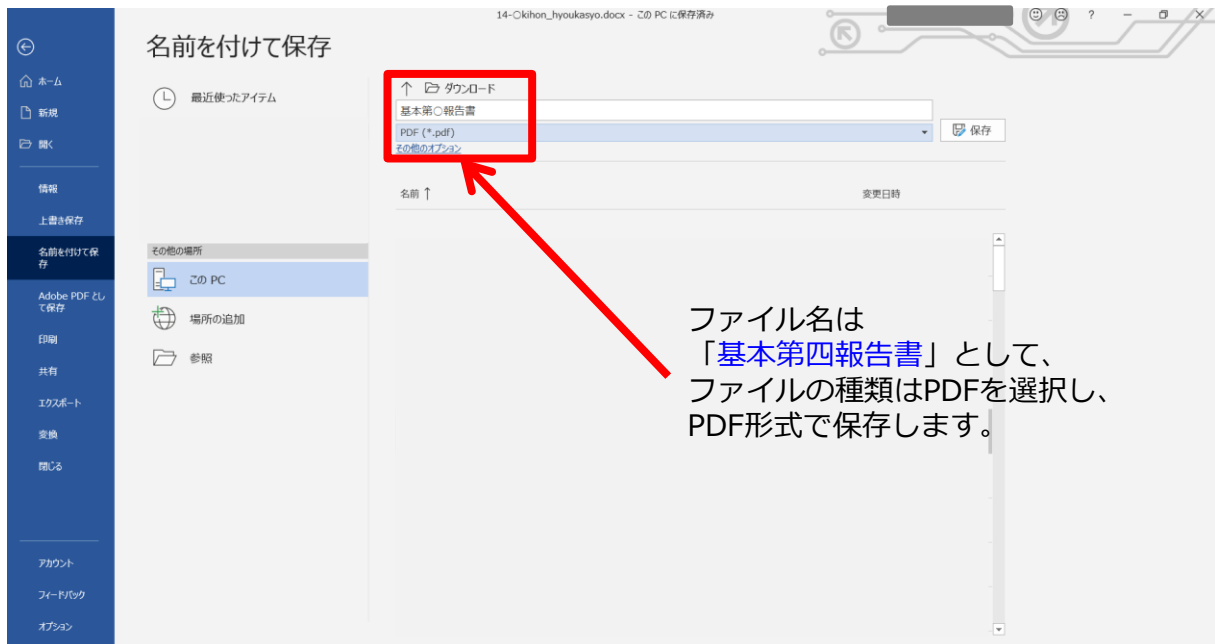 14-○kihon_hyoukasyo.docx - この PC に保存済み
?
名前を付けて保存
ホーム
新規
開く
情報
上書き保存
名前を付けて保
存
Adobe PDF とし
て保存
印刷
共有
エクスポート
変換
閉じる
アカウント
フィードバック
オプション
最近使ったアイテム
その他の場所
この PC
場所の追加
参照
↑ ダウンロード
基本第○報告書
PDF (*.pdf)
保存
その他のオプション
名前 ↑
変更日時
ファイル名は
「基本第四報告書」として、
ファイルの種類はPDFを選択し、
PDF形式で保存します。